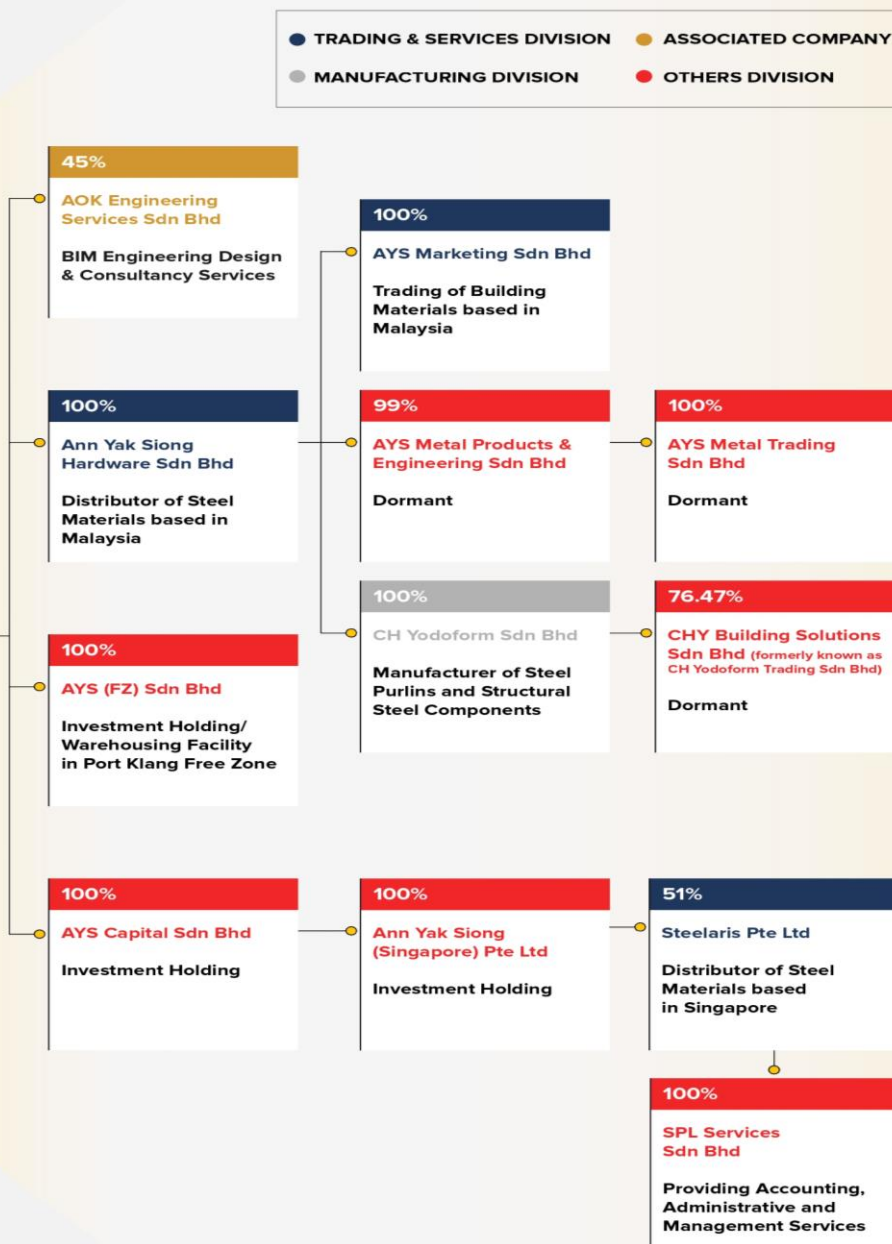 TRADING & SERVICES DIVISION
ASSOCIATED COMPANY
MANUFACTURING DIVISION
OTHERS DIVISION
45%
AOK Engineering
Services Sdn Bhd
BIM Engineering Design
& Consultancy Services
100%
AYS Marketing Sdn Bhd
Trading of Building
Materials based in
Malaysia
100%
Ann Yak Siong
Hardware Sdn Bhd
Distributor of Steel
Materials based in
Malaysia
99%
AYS Metal Products &
Engineering Sdn Bhd
Dormant
100%
AYS Metal Trading
Sdn Bhd
Dormant
100%
CH Yodoform Sdn Bhd
Manufacturer of Steel
Purlins and Structural
Steel Components
76.47%
CHY Building Solutions
Sdn Bhd (formerly known as
CH Yodoform Trading Sdn Bhd)
Dormant
100%
AYS (FZ) Sdn Bhd
Investment Holding/
Warehousing Facility
in Port Klang Free Zone
100%
AYS Capital Sdn Bhd
Investment Holding
100%
Ann Yak Siong
(Singapore) Pte Ltd
Investment Holding
51%
Steelaris Pte Ltd
Distributor of Steel
Materials based
in Singapore
100%
SPL Services
Sdn Bhd
Providing Accounting,
Administrative and
Management Services